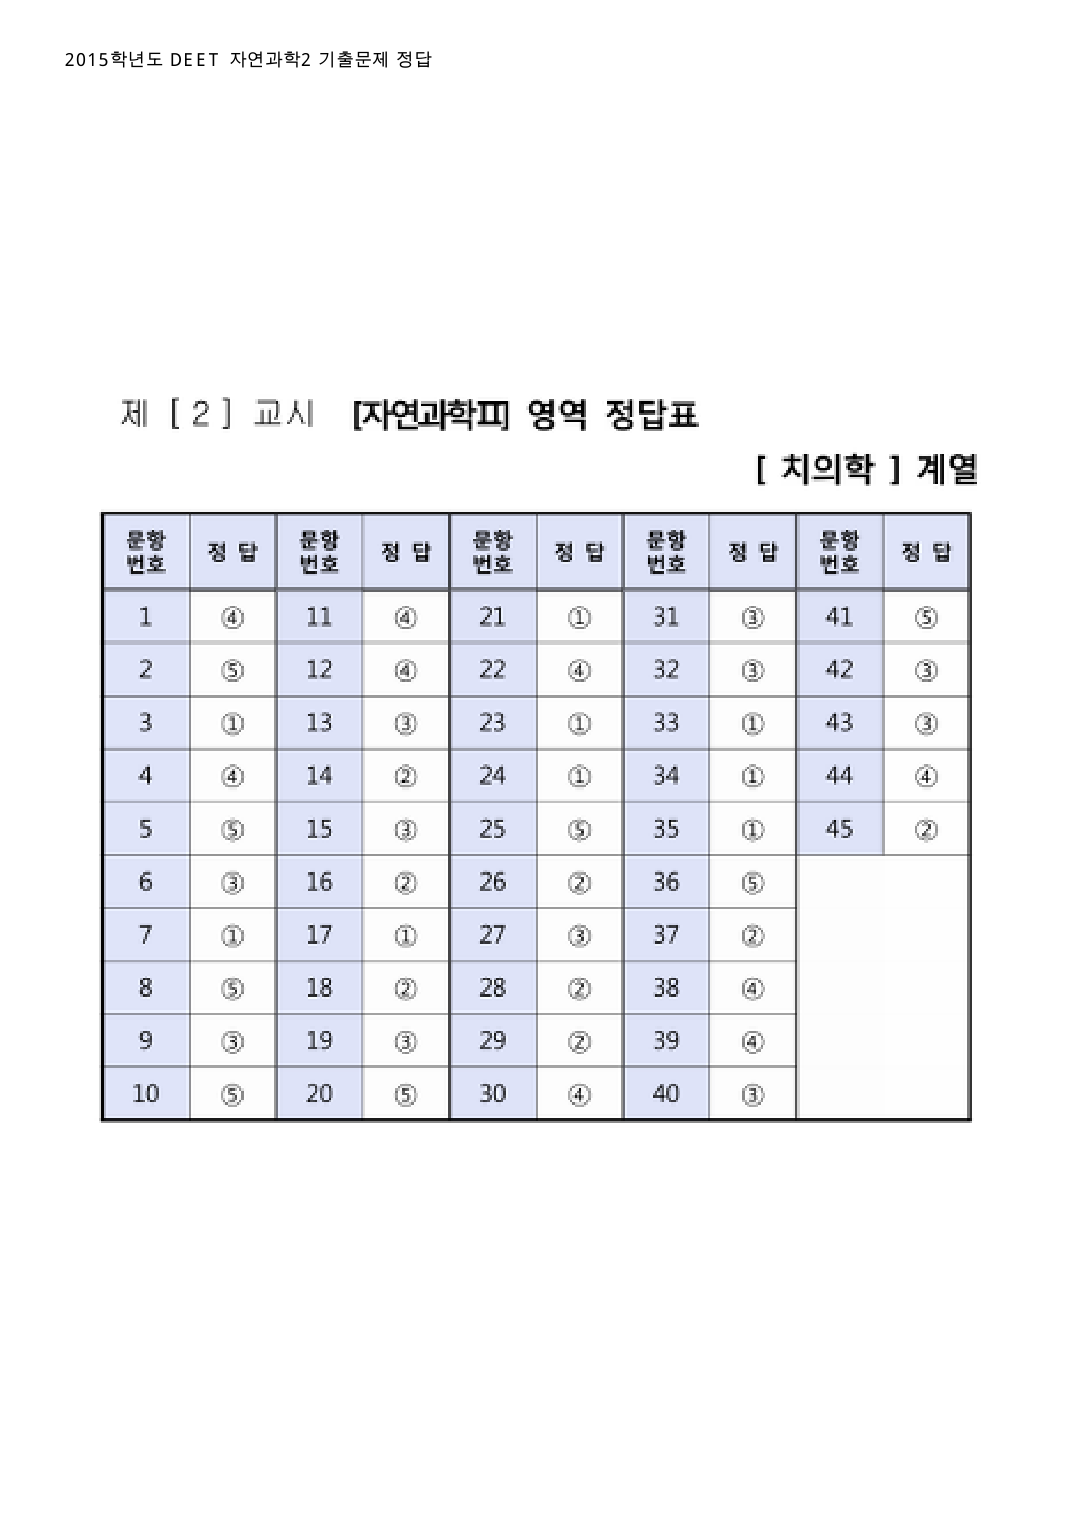 2015학년도 DEET 자연과학2 기출문제 정답
제 [2] 교시 [자연과학Ⅱ] 영역 정답표
[ 치의학 ] 계열
문항 번호 정 답 문항 번호 정 답 문항 번호 정 답 문항 번호 정 답 문항 번호 정 답
1 ④ 11 ④ 21 ① 31 ③ 41 ⑤
2 ⑤ 12 ④ 22 ④ 32 ③ 42 ③
3 ① 13 ③ 23 ① 33 ① 43 ③
4 ④ 14 ② 24 ① 34 ① 44 ④
5 ⑤ 15 ③ 25 ⑤ 35 ① 45 ②
6 ③ 16 ② 26 ② 36 ⑤
7 ① 17 ① 27 ③ 37 ②
8 ⑤ 18 ② 28 ② 38 ④
9 ③ 19 ③ 29 ② 39 ④
10 ⑤ 20 ⑤ 30 ④ 40 ③